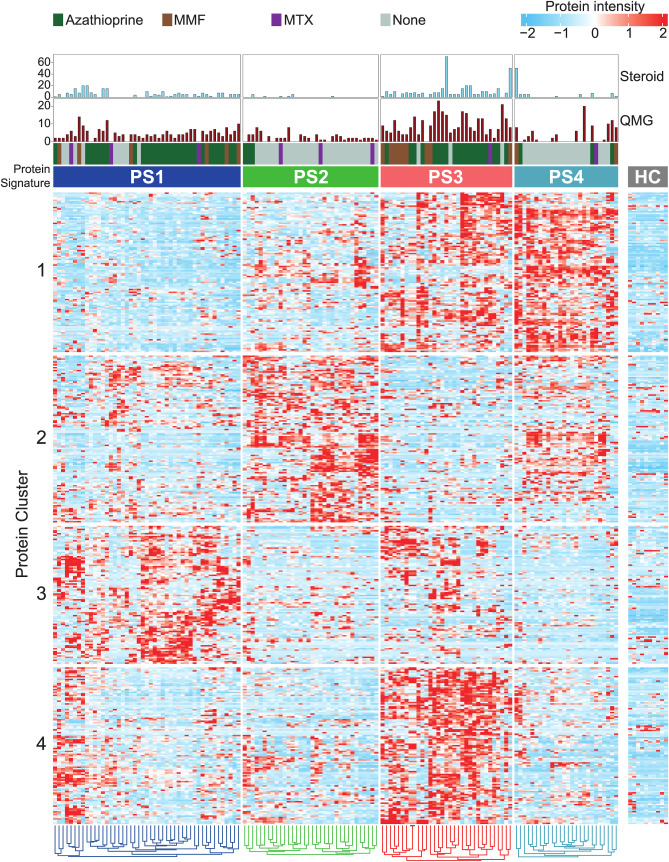 Azathioprine MMF MTX None
Protein intensity
−2 −1 0 1 2
60
40
20
0
Steroid
20
10
0
QMG
Protein
Signature
PS1 PS2 PS3 PS4 HC
Protein Cluster
1
2
3
4